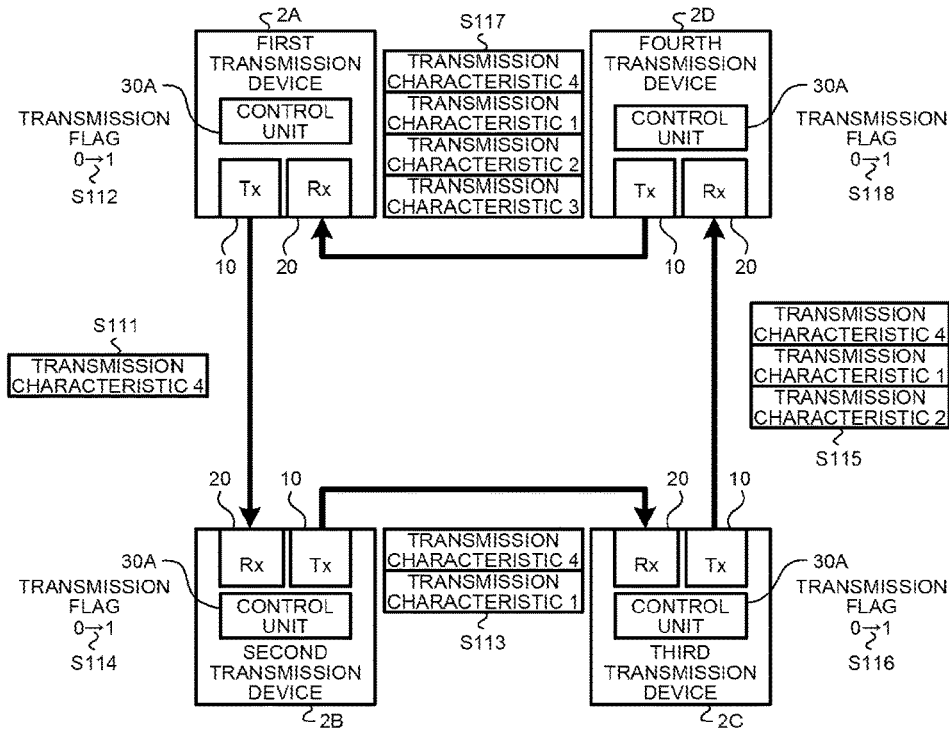 2A
FIRST
TRANSMISSION
DEVICE
30A
CONTROL
UNIT
TRANSMISSION
FLAG
0→1
S112
Tx
Rx
10
20
S117
TRANSMISSION
CHARACTERISTIC 4
TRANSMISSION
CHARACTERISTIC 1
TRANSMISSION
CHARACTERISTIC 2
TRANSMISSION
CHARACTERISTIC 3
2D
FOURTH
TRANSMISSION
DEVICE
30A
CONTROL
UNIT
TRANSMISSION
FLAG
0→1
S118
Tx
Rx
10
20
S111
TRANSMISSION
CHARACTERISTIC 4
TRANSMISSION
CHARACTERISTIC 4
TRANSMISSION
CHARACTERISTIC 1
TRANSMISSION
CHARACTERISTIC 2
S115
20
10
Rx
Tx
30A
TRANSMISSION
FLAG
0→1
S114
CONTROL
UNIT
SECOND
TRANSMISSION
DEVICE
2B
TRANSMISSION
CHARACTERISTIC 4
TRANSMISSION
CHARACTERISTIC 1
S113
20
10
Rx
Tx
30A
CONTROL
UNIT
TRANSMISSION
FLAG
0→1
S116
THIRD
TRANSMISSION
DEVICE
2C